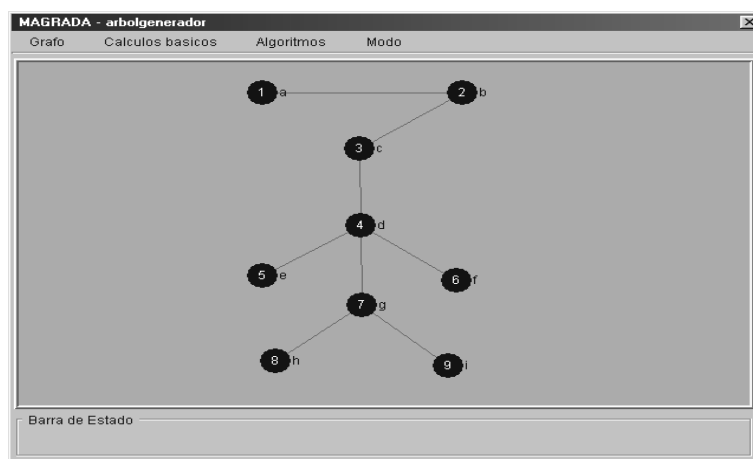 MAGRADA - arbolgenerador
Grafo Calculos basicos Algoritmos Modo
1 a 2 b
3 c
4 d
5 e 6 f
7 g
8 h 9 i
Barra de Estado